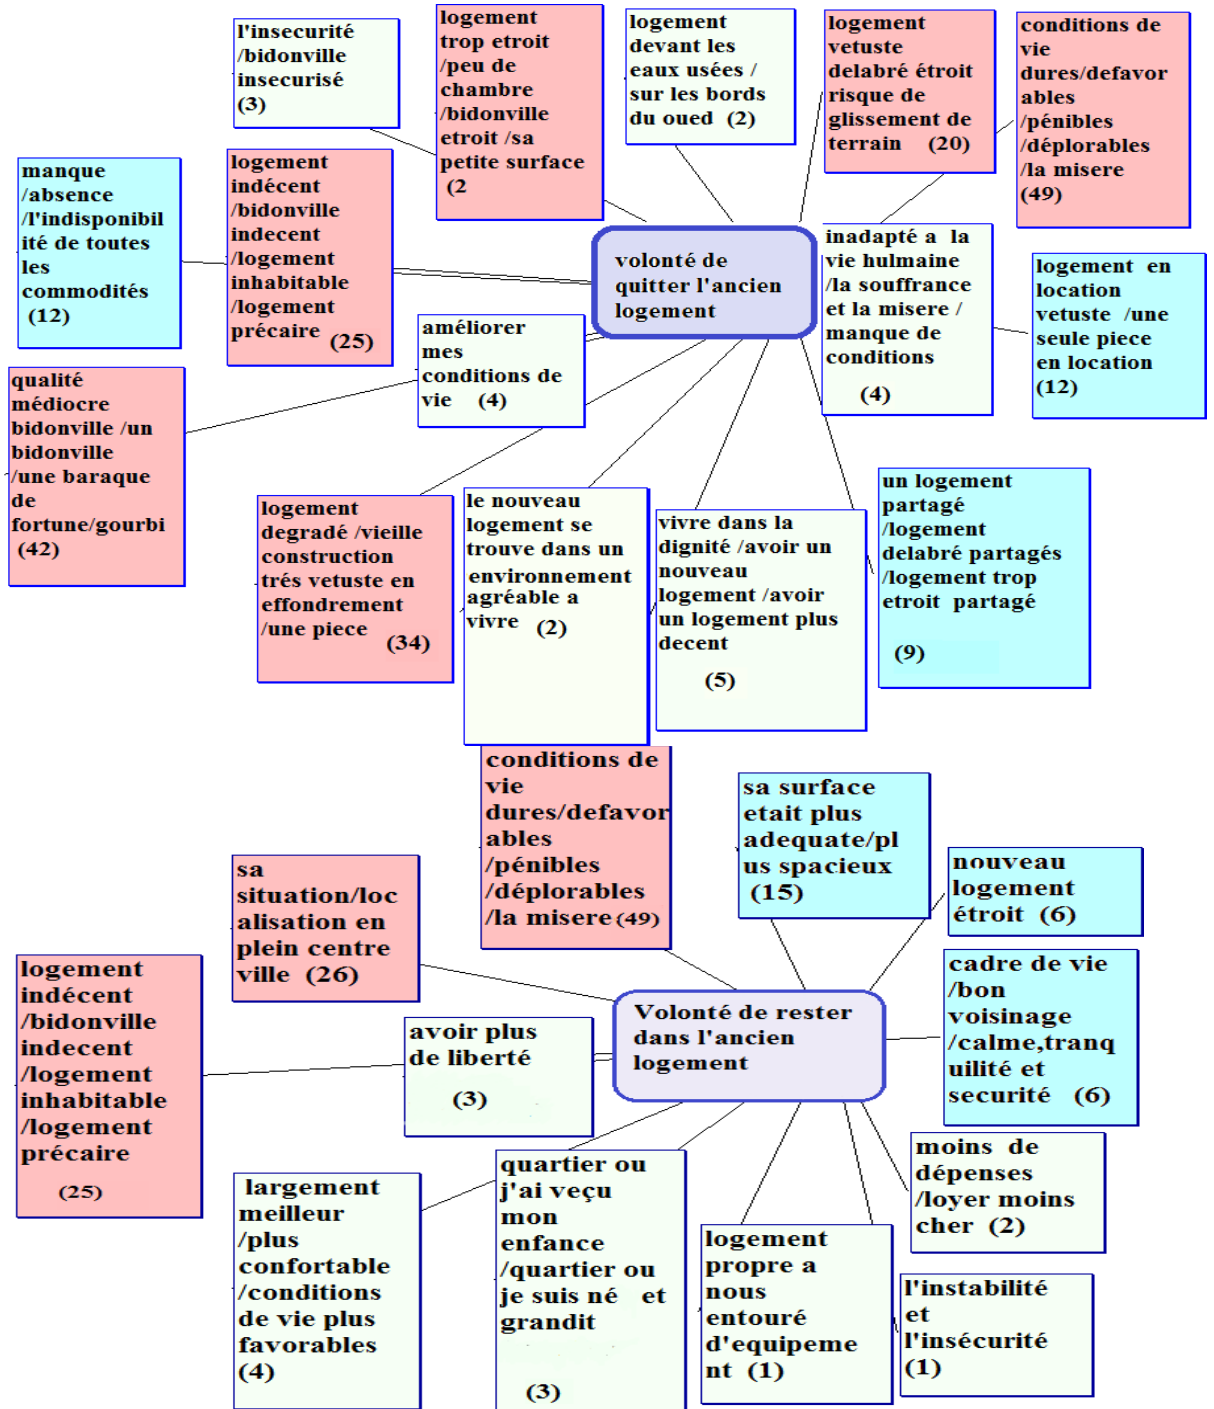 l'insecurité
/bidonville
insecurisé
(3)
logement
trop etroit
/peu de
chambre
/bidonville
etroit /sa
petite surface
(2
logement
devant les
eaux usées /
sur les bords
du oued (2)
logement
vetuste
delabré étroit
risque de
glissement de
terrain (20)
conditions de
vie
dures/defavor
ables
/pénibles
/déplorables
/la misere
(49)
manque
/absence
/l'indisponibil
ité de toutes
les
commodités
(12)
logement
indécent
/bidonville
indecent
/logement
inhabitable
/logement
précaire (25)
volonté de
quitter l'ancien
logement
inadapté a la
vie hulmaine
/la souffrance
et la misere /
manque de
conditions
(4)
logement en
location
vetuste /une
seule piece
en location
(12)
améliorer
mes
conditions de
vie (4)
qualité
médiocre
bidonville /un
bidonville
/une baraque
de
fortune/gourbi
(42)
logement
degradé /vieille
construction
trés vetuste en
effondrement
/une piece (34)
le nouveau
logement se
trouve dans un
environnement
agréable a
vivre (2)
vivre dans la
dignité /avoir un
nouveau
logement /avoir
un logement plus
decent
(5)
un logement
partagé
/logement
delabré partagés
/logement trop
etroit partagé
(9)
conditions de
vie
dures/defavor
ables
/pénibles
/déplorables
/la misere (49)
sa surface
etait plus
adequate/pl
us spacieux
(15)
nouveau
logement
étroit (6)
sa
situation/loc
alisation en
plein centre
ville (26)
logement
indécent
/bidonville
indecent
/logement
inhabitable
/logement
précaire
(25)
avoir plus
de liberté
(3)
Volonté de rester
dans l'ancien
logement
cadre de vie
/bon
voisinage
/calme,tranq
uilité et
securité (6)
largement
meilleur
/plus
confortable
/conditions
de vie plus
favorables
(4)
quartier ou
j'ai veçu
mon
enfance
/quartier ou
je suis né et
grandit
(3)
logement
propre a
nous
entouré
d'equipeme
nt (1)
moins de
dépenses
/loyer moins
cher (2)
l'instabilité
et
l'insécurité
(1)